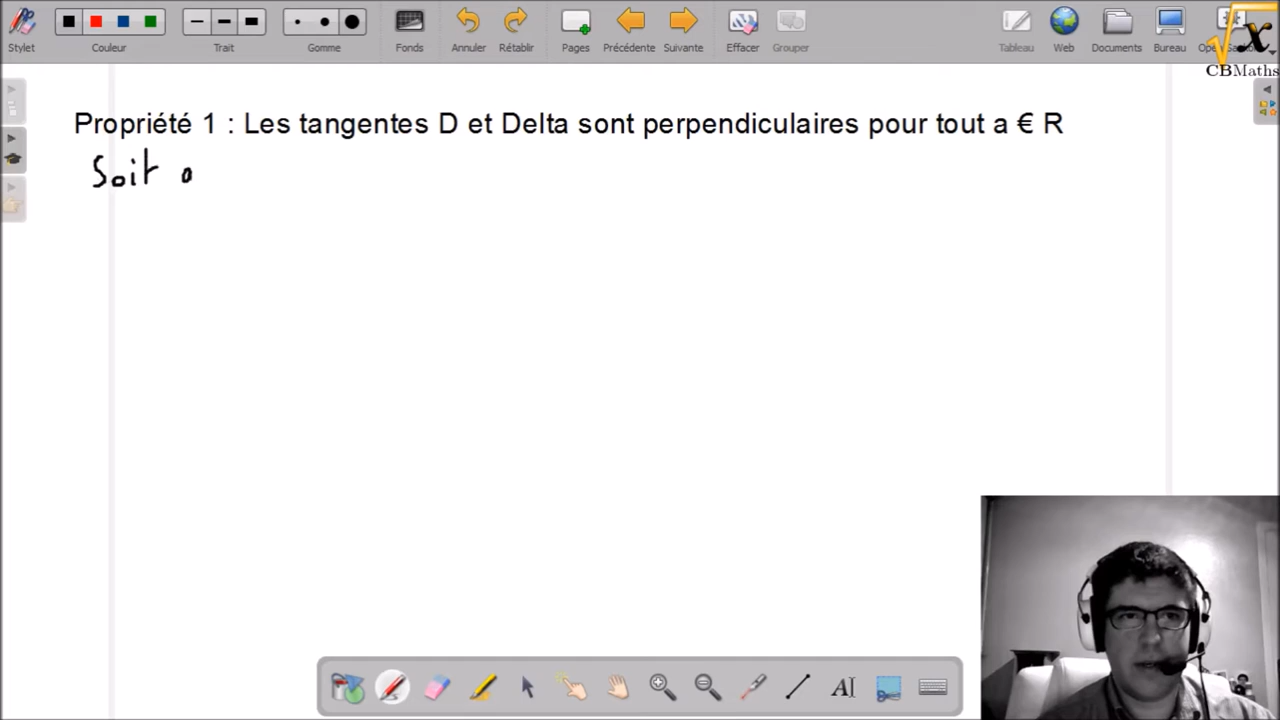 Stylet
Couleur
Trait
Gomme
Fonds
Annuler
Rétablir
Pages
Précédente
Suivante
Effacer
Grouper
Tableau
Web
Documents
Bureau
CBMaths
Propriété 1 : Les tangentes D et Delta sont perpendiculaires pour tout a € R
Soit a